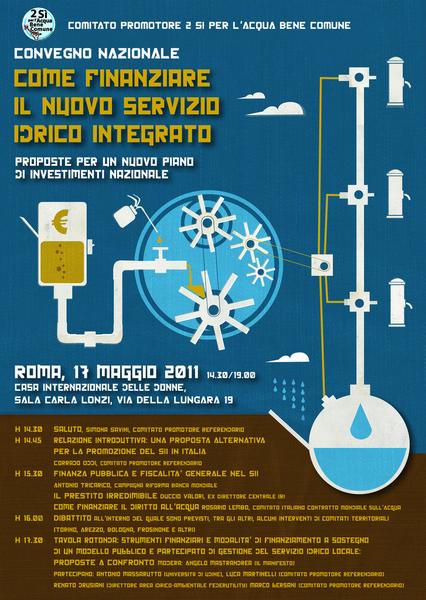 2 SÌ
per l'Acqua
Bene
Comune
COMITATO PROMOTORE 2 SI PER L'ACQUA BENE COMUNE
CONVEGNO NAZIONALE
COME FINANZIARE
IL NUOVO SERVIZIO
IDRICO INTEGRATO
PROPOSTE PER UN NUOVO PIANO
DI INVESTIMENTI NAZIONALE
€
ROMA, 17 MAGGIO 2011 14.30/19.00
CASA INTERNAZIONALE DELLE DONNE,
SALA CARLA LONZI, VIA DELLA LUNGARA 19
H 14.30 SALUTO, SIMONA SAVINI, COMITATO PROMOTORE REFERENDARIO
H 14.45 RELAZIONE INTRODUTTIVA: UNA PROPOSTA ALTERNATIVA
PER LA PROMOZIONE DEL SII IN ITALIA
CORRADO ODDI, COMITATO PROMOTORE REFERENDARIO
H 15.30 FINANZA PUBBLICA E FISCALITA' GENERALE NEL SII
ANTONIO TRICARICO, CAMPAGNA RIFORMA BANCA MONDIALE
IL PRESTITO IRREDIMIBILE DUCCIO VALORI, EX DIRETTORE CENTRALE IRI
COME FINANZIARE IL DIRITTO ALL'ACQUA ROSARIO LEMBO, COMITATO ITALIANO CONTRATTO MONDIALE SULL'ACQUA
H 16.00 DIBATTITO ALL'INTERNO DEL QUALE SONO PREVISTI, TRA GLI ALTRI, ALCUNI INTERVENTI DI COMITATI TERRITORIALI
(TORINO, AREZZO, BOLOGNA, FROSINONE E ALTRI)
H 17.30 TAVOLA ROTONDA: STRUMENTI FINANZIARI E MODALITA' DI FINANZIAMENTO A SOSTEGNO
DI UN MODELLO PUBBLICO E PARTECIPATO DI GESTIONE DEL SERVIZIO IDRICO LOCALE:
PROPOSTE A CONFRONTO MODERA: ANGELO MASTRANDREA (IL MANIFESTO)
PARTECIPANO: ANTONIO MASSARUTTO (UNIVERSITÀ DI UDINE), LUCA MARTINELLI (COMITATO PROMOTORE REFERENDARIO)
RENATO DRUSIANI (DIRETTORE AREA IDRICO-AMBIENTALE FEDERUTILITY) MARCO BERSANI (COMITATO PROMOTORE REFERENDARIO)